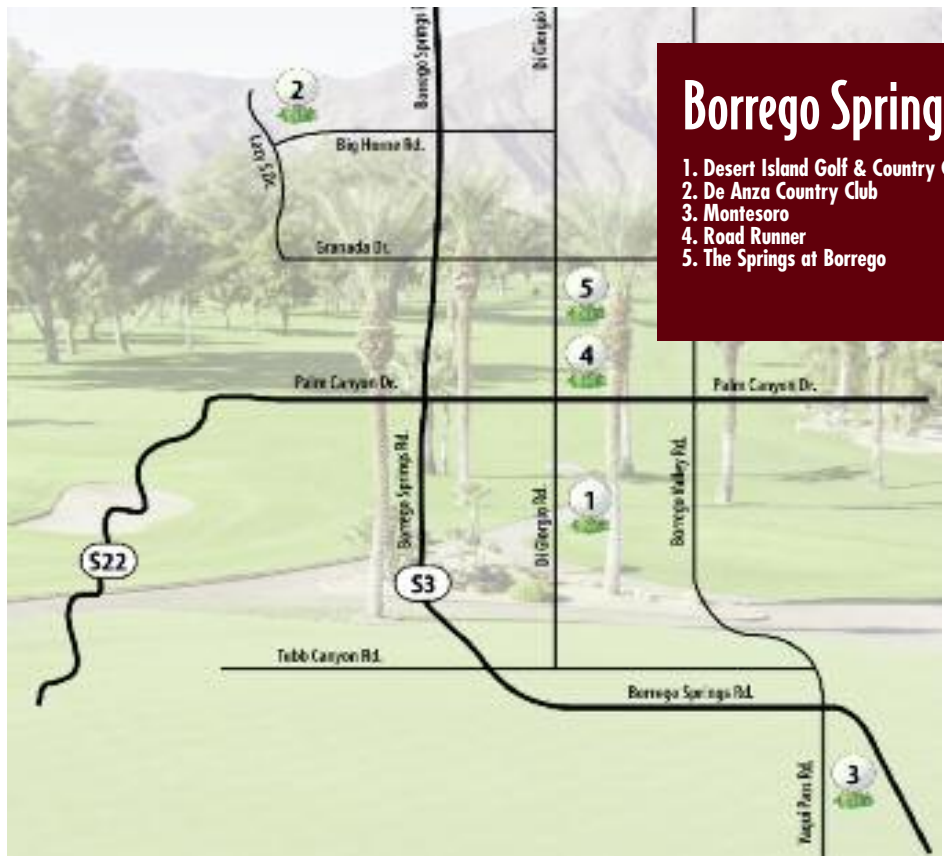 Borrego Springs
Di Giorgio
2
Borrego Spring
1. Desert Island Golf & Country
2. De Anza Country Club
3. Montesoro
4. Road Runner
5. The Springs at Borrego
Big Horne Rd.
Lazy S Dr.
Granada Dr.
5
4
Palm Canyon Dr.
Palm Canyon Dr.
Borrego Springs Rd.
Di Giorgio Rd.
Borrego Valley Rd.
1
S22
S3
Tubb Canyon Rd.
Borrego Springs Rd.
Yaqui Pass Rd.
3